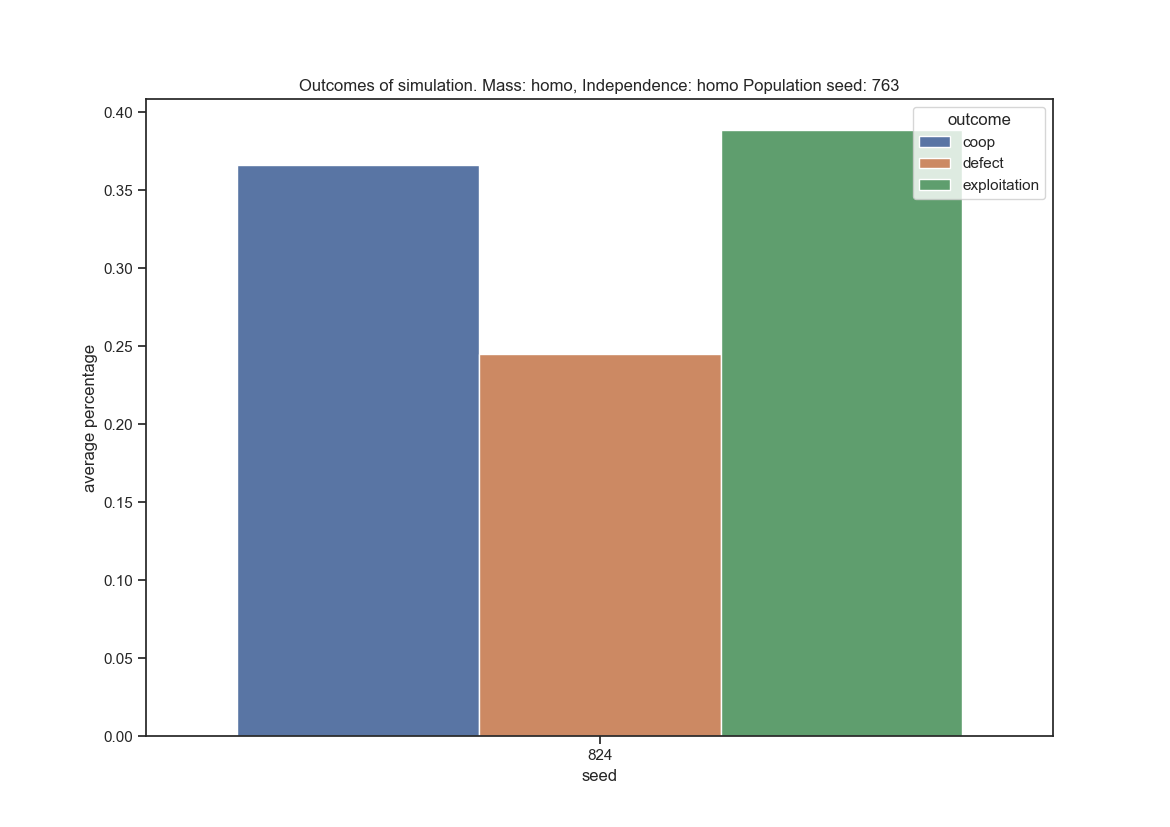 Outcomes of simulation. Mass: homo, Independence: homo Population seed: 763
outcome
coop
defect
exploitation
average percentage
0.40
0.35
0.30
0.25
0.20
0.15
0.10
0.05
0.00
824
seed